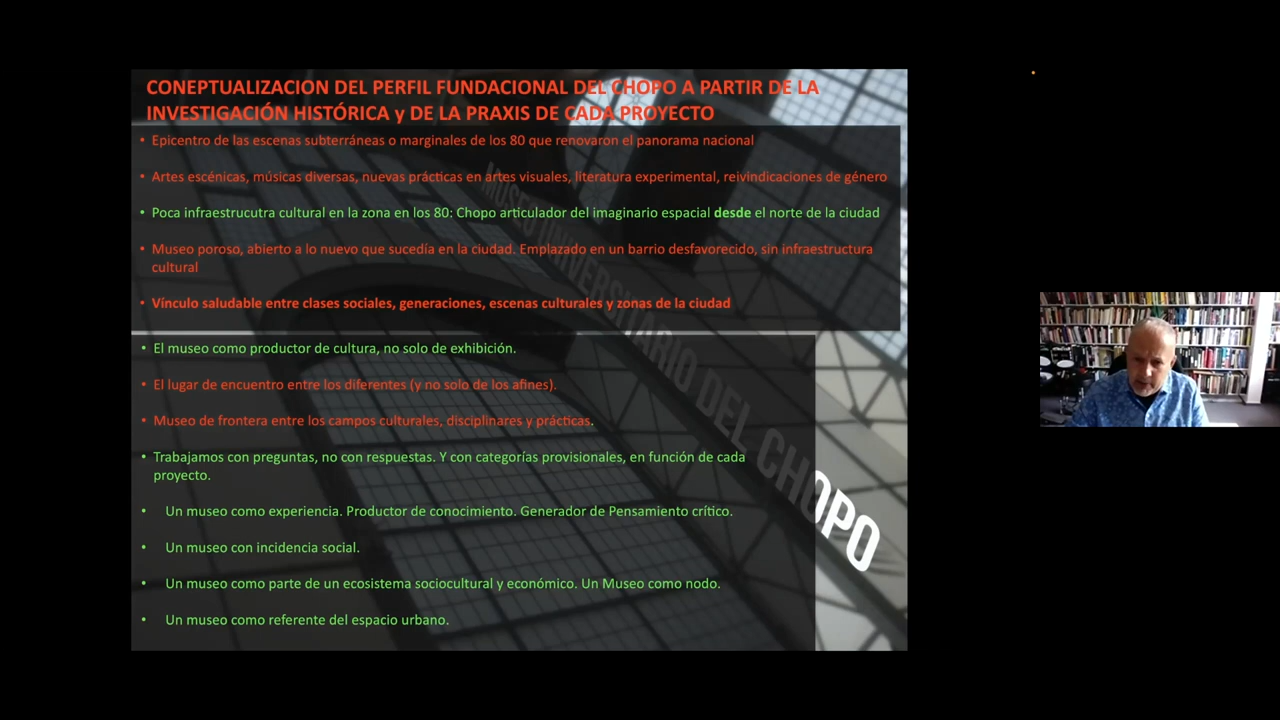 CONEPTUALIZACION DEL PERFIL FUNDACIONAL DEL CHOPO A PARTIR DE LA
INVESTIGACIÓN HISTÓRICA y DE LA PRAXIS DE CADA PROYECTO
• Epicentro de las escenas subterráneas o marginales de los 80 que renovaron el panorama nacional
• Artes escénicas, músicas diversas, nuevas prácticas en artes visuales, literatura experimental, reivindicaciones de género
• Poca infraestrucutra cultural en la zona en los 80: Chopo articulador del imaginario espacial desde el norte de la ciudad
• Museo poroso, abierto a lo nuevo que sucedía en la ciudad. Emplazado en un barrio desfavorecido, sin infraestructura
cultural
• Vínculo saludable entre clases sociales, generaciones, escenas culturales y zonas de la ciudad
• El museo como productor de cultura, no solo de exhibición.
• El lugar de encuentro entre los diferentes (y no solo de los afines).
• Museo de frontera entre los campos culturales, disciplinares y prácticas.
• Trabajamos con preguntas, no con respuestas. Y con categorías provisionales, en función de cada
proyecto.
• Un museo como experiencia. Productor de conocimiento. Generador de Pensamiento crítico.
• Un museo con incidencia social.
• Un museo como parte de un ecosistema sociocultural y económico. Un Museo como nodo.
• Un museo como referente del espacio urbano.
MUSEO UNIVERSITARIO DEL CHOPO